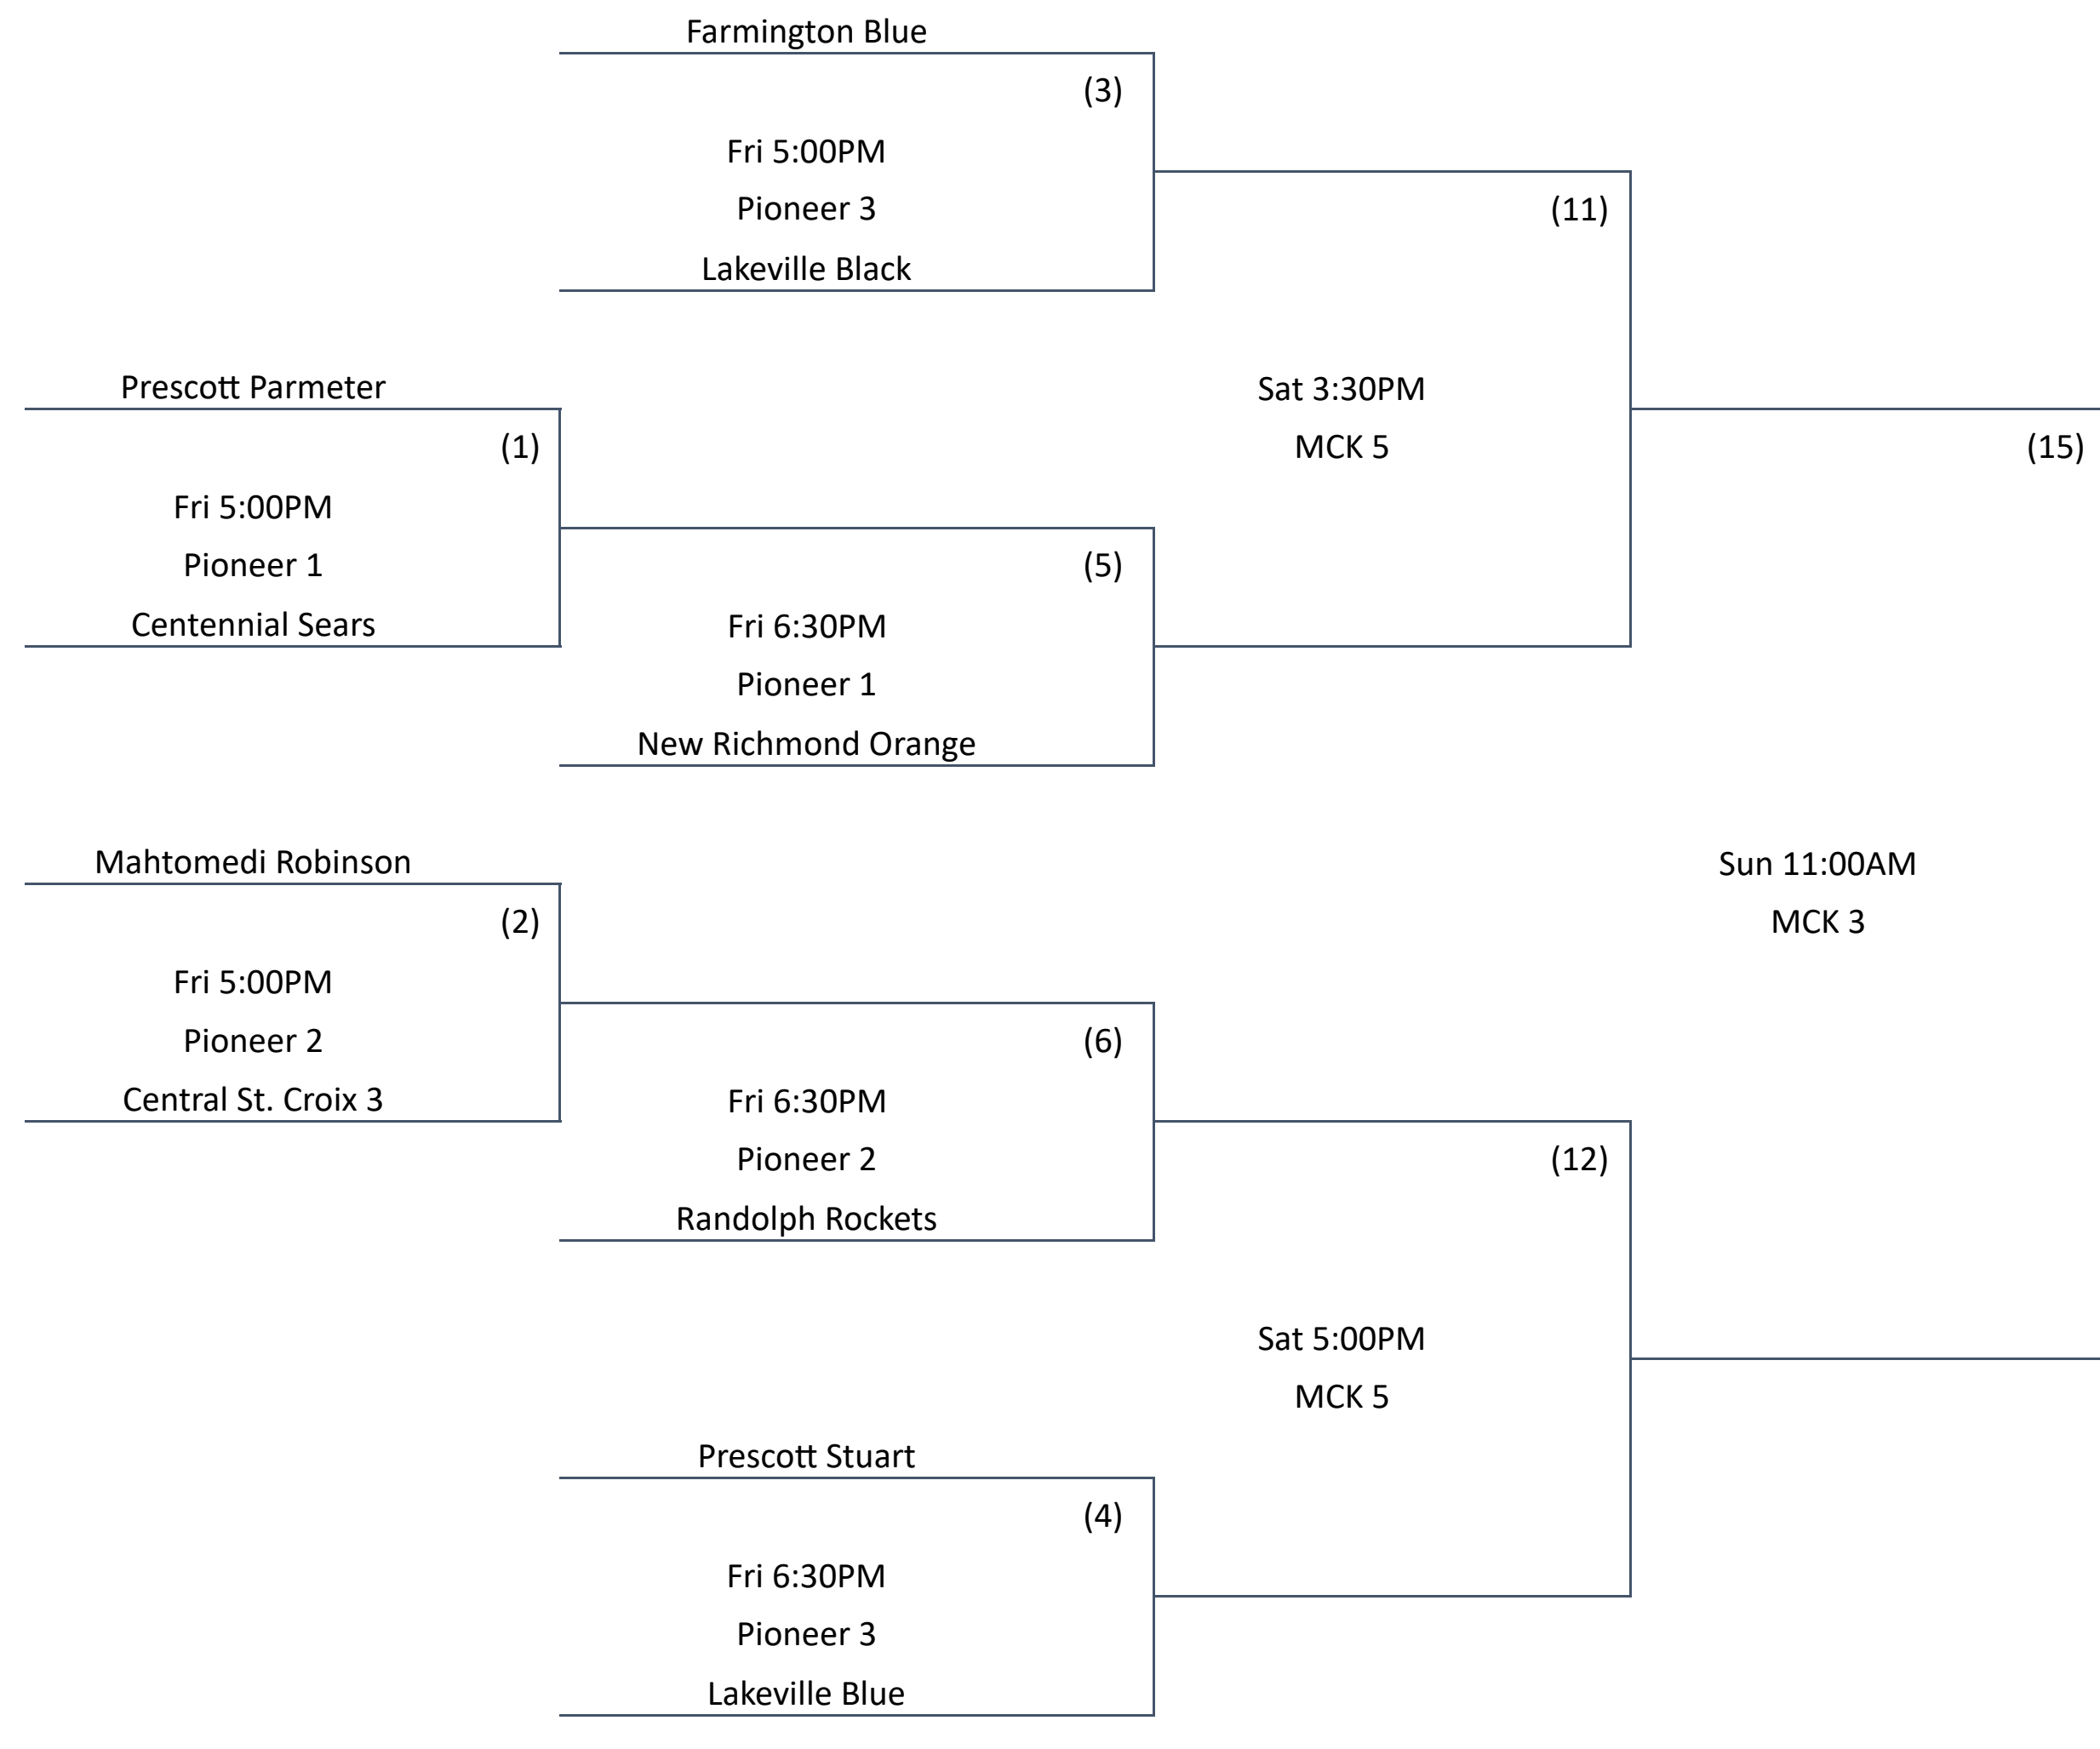 Farmington Blue
(3)
Fri 5:00PM
Pioneer 3
(11)
Lakeville Black
Prescott Parmeter
Sat 3:30PM
(1)
MCK 5
(15)
Fri 5:00PM
Pioneer 1
(5)
Centennial Sears
Fri 6:30PM
Pioneer 1
New Richmond Orange
Mahtomedi Robinson
Sun 11:00AM
(2)
MCK 3
Fri 5:00PM
Pioneer 2
(6)
Central St. Croix 3
Fri 6:30PM
Pioneer 2
(12)
Randolph Rockets
Sat 5:00PM
MCK 5
Prescott Stuart
(4)
Fri 6:30PM
Pioneer 3
Lakeville Blue